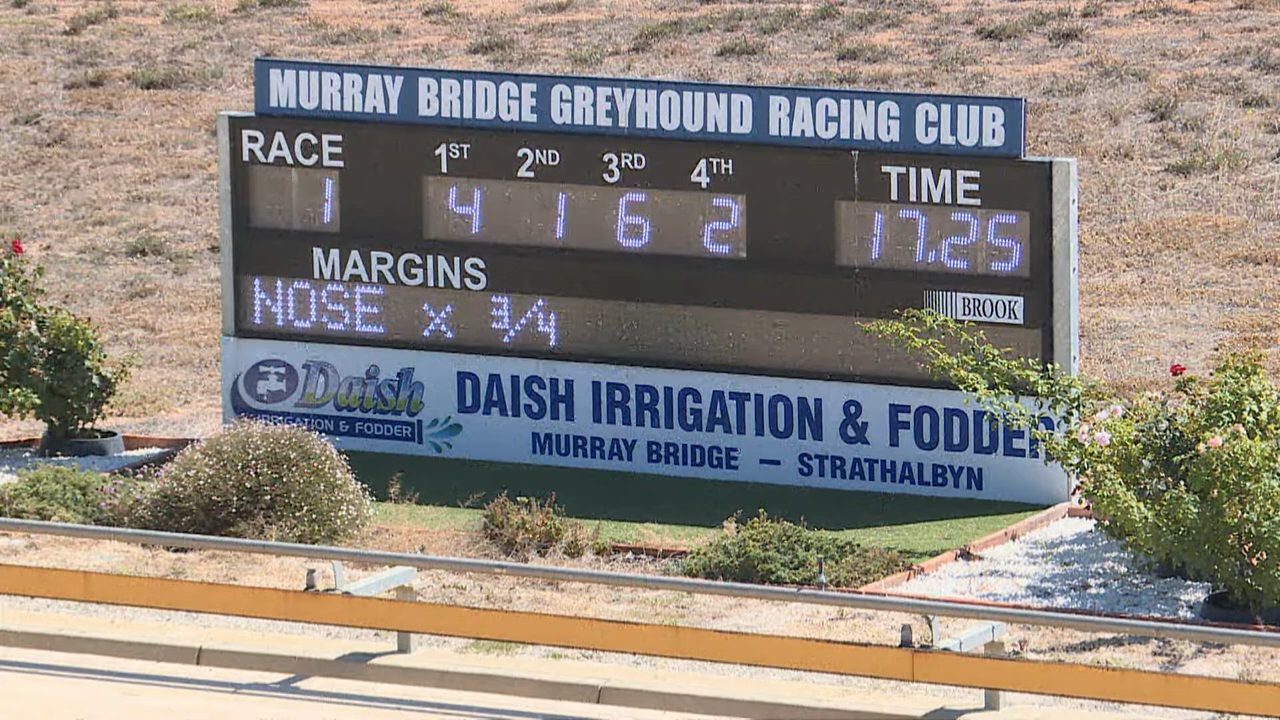 MURRAY BRIDGE GREYHOUND RACING CLUB
RACE 1ST 2ND 3RD 4TH TIME
1 4 1 6 2 17.25
MARGINS
NOSE x 3/4
BROOK
Daish
IRRIGATION & FODDER
DAISH IRRIGATION & FODDER
MURRAY BRIDGE – STRATHALBYN